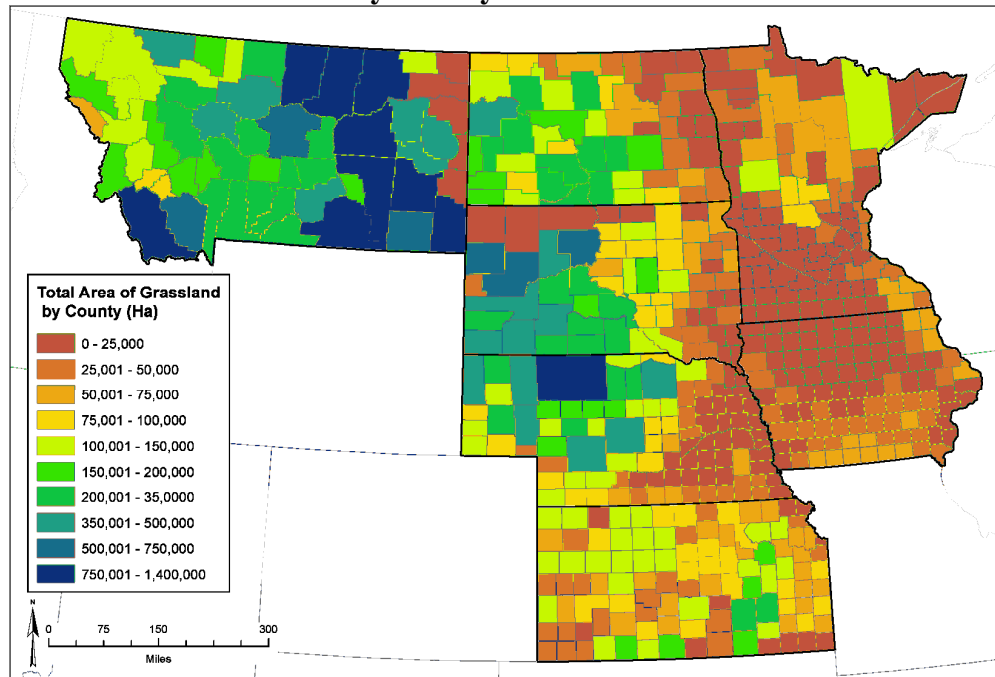 Total Area of Grassland
by County (Ha)
0 - 25,000
25,001 - 50,000
50,001 - 75,000
75,001 - 100,000
100,001 - 150,000
150,001 - 200,000
200,001 - 35,0000
350,001 - 500,000
500,001 - 750,000
750,001 - 1,400,000
N
0 75 150 300
Miles